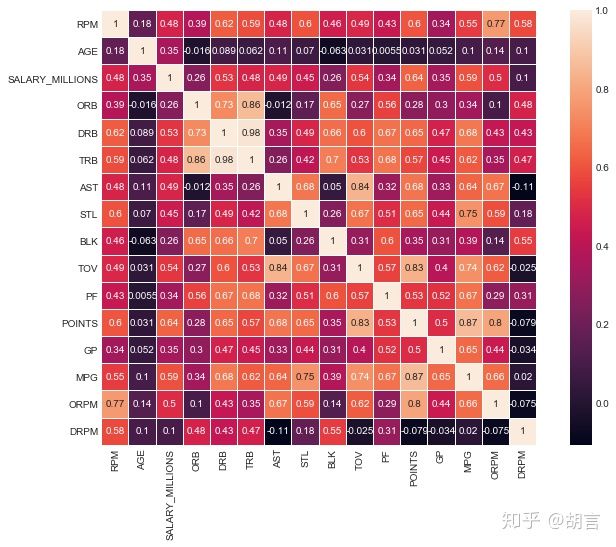 RPM 1 0.18 0.48 0.39 0.62 0.59 0.48 0.6 0.46 0.49 0.43 0.6 0.34 0.55 0.77 0.58
AGE 0.18 1 0.35 -0.016 0.089 0.062 0.11 0.07 -0.063 0.031 0.0055 0.031 0.052 0.1 0.14 0.1
SALARY_MILLIONS 0.48 0.35 1 0.26 0.53 0.48 0.49 0.45 0.26 0.54 0.34 0.64 0.35 0.59 0.5 0.1
ORB 0.39 -0.016 0.26 1 0.73 0.86 -0.012 0.17 0.65 0.27 0.56 0.28 0.3 0.34 0.1 0.48
DRB 0.62 0.089 0.53 0.73 1 0.98 0.35 0.49 0.66 0.6 0.67 0.65 0.47 0.68 0.43 0.43
TRB 0.59 0.062 0.48 0.86 0.98 1 0.26 0.42 0.7 0.53 0.68 0.57 0.45 0.62 0.35 0.47
AST 0.48 0.11 0.49 -0.012 0.35 0.26 1 0.68 0.05 0.84 0.32 0.68 0.33 0.64 0.67 -0.11
STL 0.6 0.07 0.45 0.17 0.49 0.42 0.68 1 0.26 0.67 0.51 0.65 0.44 0.75 0.59 0.18
BLK 0.46 -0.063 0.26 0.65 0.66 0.7 0.05 0.26 1 0.31 0.6 0.35 0.31 0.39 0.14 0.55
TOV 0.49 0.031 0.54 0.27 0.6 0.53 0.84 0.67 0.31 1 0.57 0.83 0.4 0.74 0.62 -0.025
PF 0.43 0.0055 0.34 0.56 0.67 0.68 0.32 0.51 0.6 0.57 1 0.53 0.52 0.67 0.29 0.31
POINTS 0.6 0.031 0.64 0.28 0.65 0.57 0.68 0.65 0.35 0.83 0.53 1 0.5 0.87 0.8 -0.079
GP 0.34 0.052 0.35 0.3 0.47 0.45 0.33 0.44 0.31 0.4 0.52 0.5 1 0.65 0.44 -0.034
MPG 0.55 0.1 0.59 0.34 0.68 0.62 0.64 0.75 0.39 0.74 0.67 0.87 0.65 1 0.66 0.02
ORPM 0.77 0.14 0.5 0.1 0.43 0.35 0.67 0.59 0.14 0.62 0.29 0.8 0.44 0.66 1 -0.075
DRPM 0.58 0.1 0.1 0.48 0.43 0.47 -0.11 0.18 0.55 -0.025 0.31 -0.079 -0.034 0.02 -0.075 1
RPM AGE SALARY_MILLIONS ORB DRB TRB AST STL BLK TOV PF POINTS GP MPG ORPM DRPM
1.0
0.8
0.6
0.4
0.2
0.0
知乎 @胡言